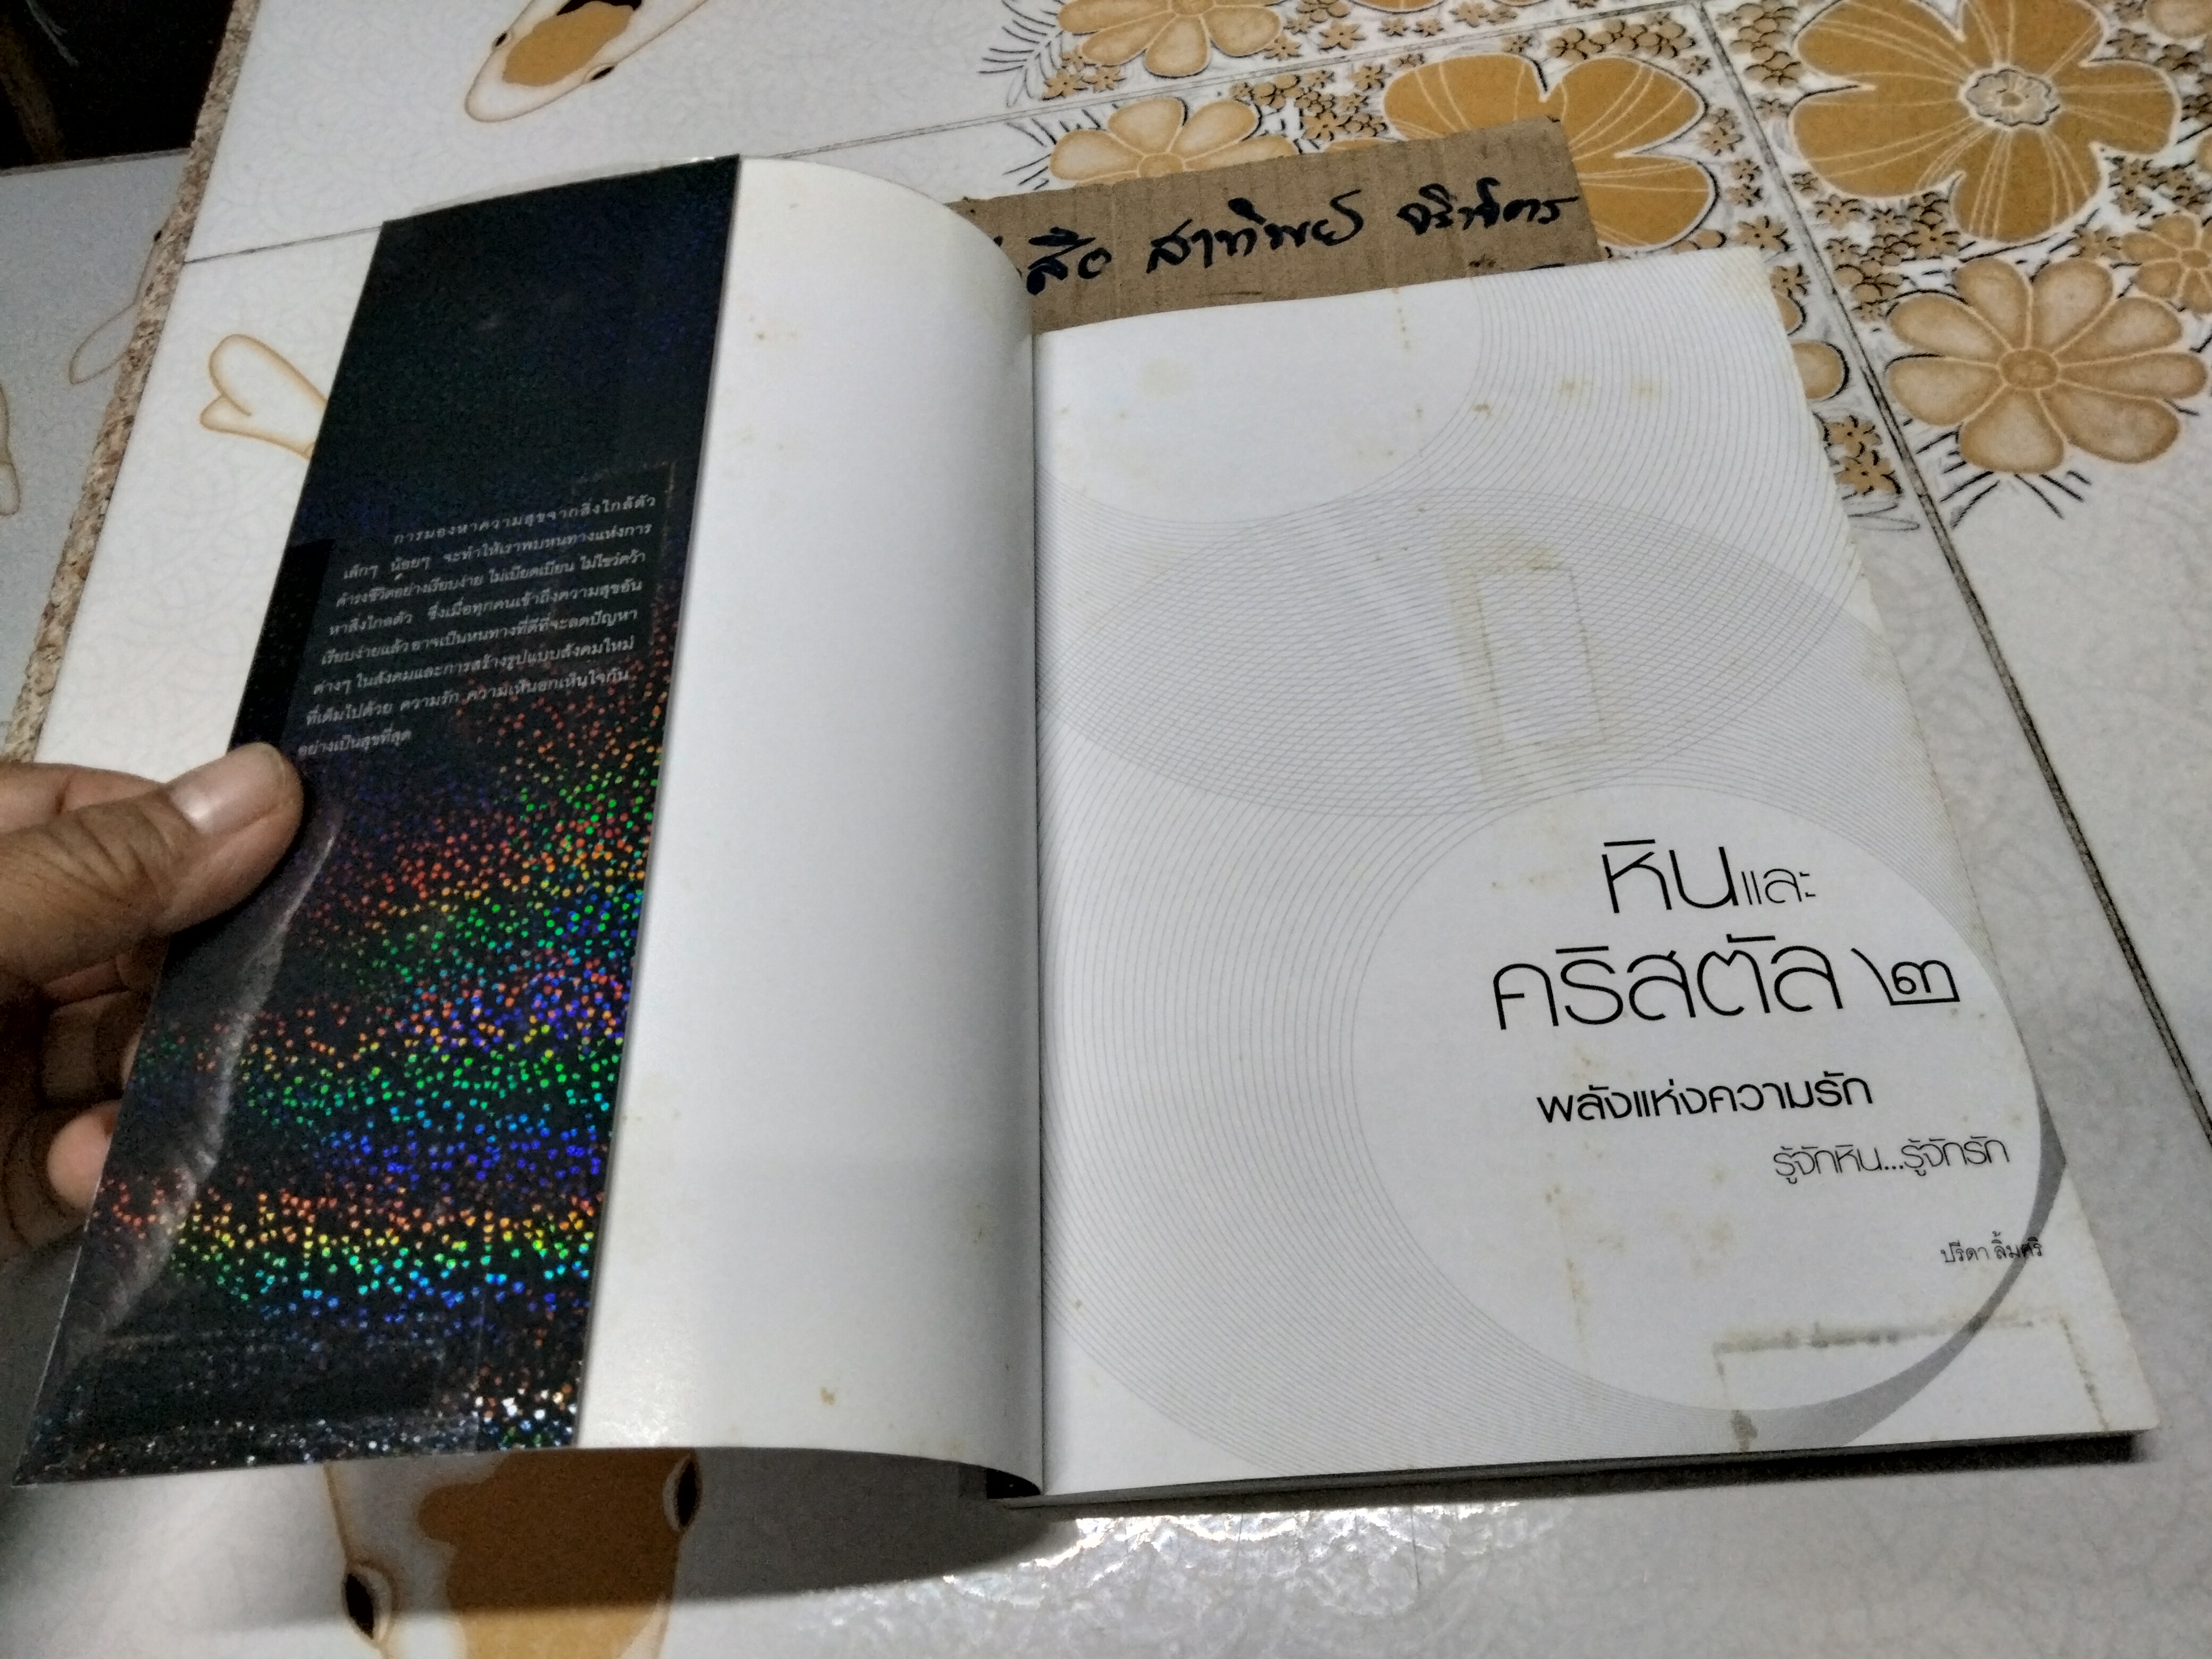 สาทิพย์
การมองหาความสุขจากสิ่งใกล้ตัว
เล็กๆ น้อยๆ จะทำให้เราพบหนทางแห่งการ
ดำรงชีวิตอย่างเรียบง่าย ไม่เบียดเบียน ไม่ไขว่คว้า
หาสิ่งไกลตัว ซึ่งเมื่อทุกคนเข้าถึงความสุขอัน
เรียบง่ายแล้ว อาจเป็นหนทางที่ดีที่จะลดปัญหา
ต่างๆ ในสังคมและการสร้างรูปแบบสังคมใหม่
ที่เต็มไปด้วย ความรัก ความเห็นอกเห็นใจกัน
อย่างเป็นสุขที่สุด
หินและ
คริสตัล ๒
พลังแห่งความรัก
รู้จักหิน...รู้จักรัก
ปรีดา ลิ้มศรี